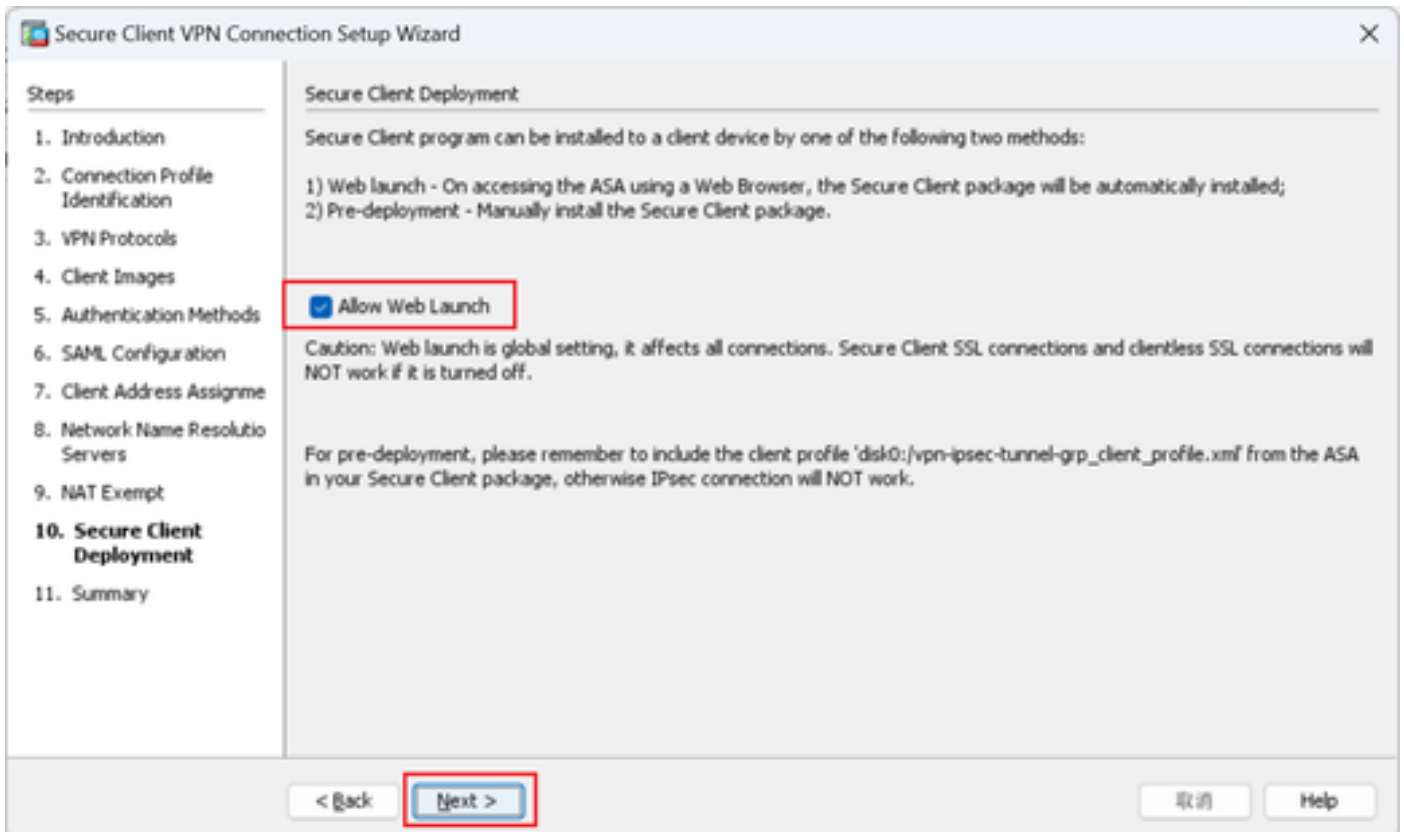 Secure Client VPN Connection Setup Wizard
Steps
1. Introduction
2. Connection Profile
Identification
3. VPN Protocols
4. Client Images
5. Authentication Methods
6. SAML Configuration
7. Client Address Assignme
8. Network Name Resolutio
Servers
9. NAT Exempt
10. Secure Client
Deployment
11. Summary
Secure Client Deployment
Secure Client program can be installed to a client device by one of the following two methods:
1) Web launch - On accessing the ASA using a Web Browser, the Secure Client package will be automatically installed;
2) Pre-deployment - Manually install the Secure Client package.
Allow Web Launch
Caution: Web launch is global setting, it affects all connections. Secure Client SSL connections and clientless SSL connections will
NOT work if it is turned off.
For pre-deployment, please remember to include the client profile 'disk0:/vpn-ipsec-tunnel-grp_client_profile.xml' from the ASA
in your Secure Client package, otherwise IPsec connection will NOT work.
< Back
Next >
取消
Help